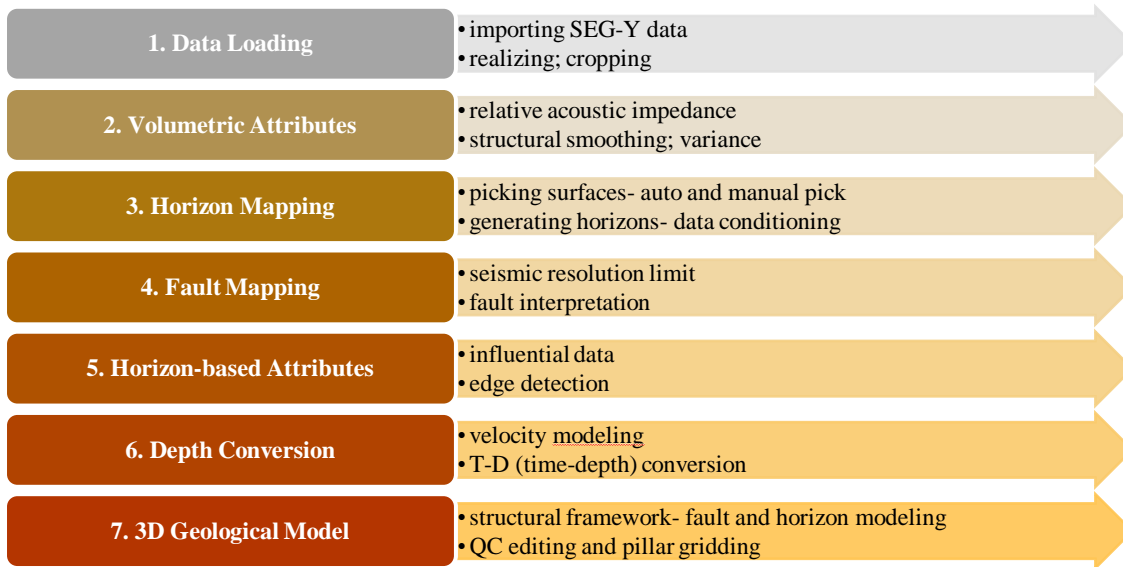 1. Data Loading
• importing SEG-Y data
• realizing; cropping
2. Volumetric Attributes
• relative acoustic impedance
• structural smoothing; variance
3. Horizon Mapping
• picking surfaces- auto and manual pick
• generating horizons- data conditioning
4. Fault Mapping
• seismic resolution limit
• fault interpretation
5. Horizon-based Attributes
• influential data
• edge detection
6. Depth Conversion
• velocity modeling
• T-D (time-depth) conversion
7. 3D Geological Model
• structural framework- fault and horizon modeling
• QC editing and pillar gridding